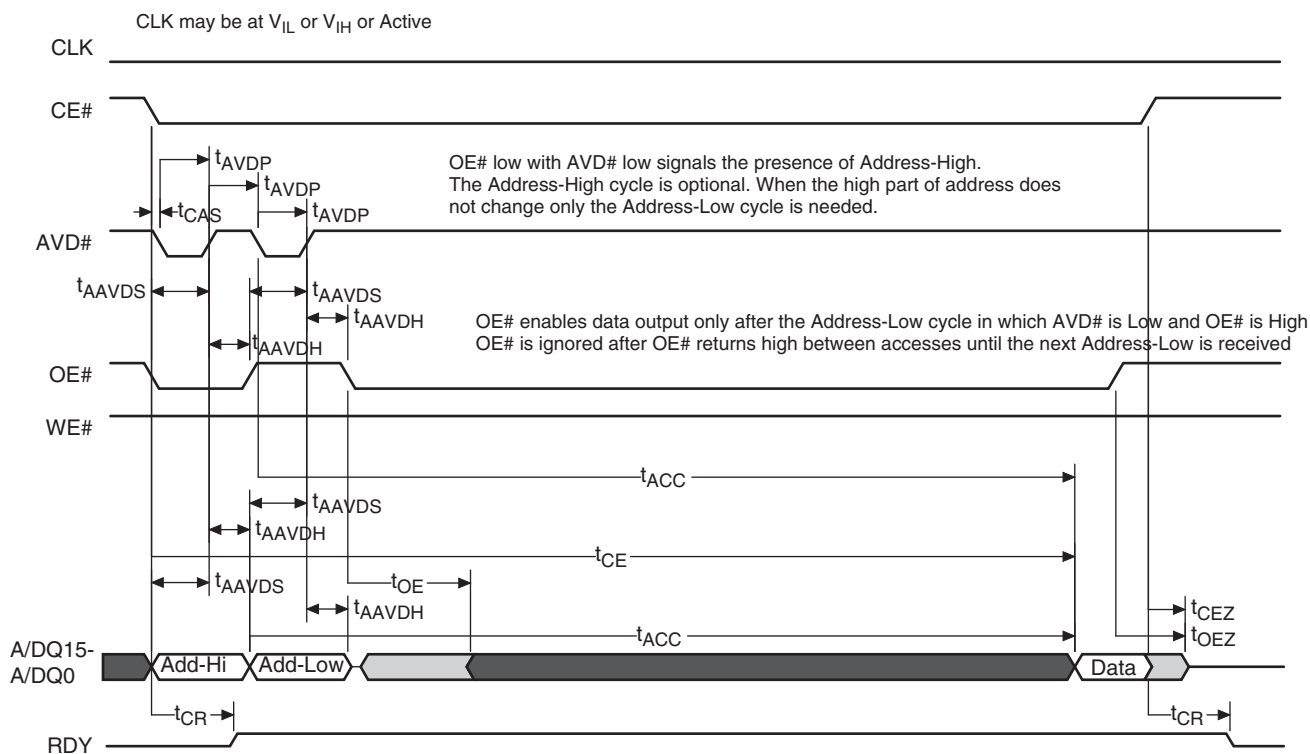 CLK may be at VIL or VIH or Active
CLK
CE#
tAVDP
tAVDP
tCAS
tAVDP
OE# low with AVD# low signals the presence of Address-High.
The Address-High cycle is optional. When the high part of address does
not change only the Address-Low cycle is needed.
AVD#
tAAVDS
tAAVDS
tAAVDH
tAAVDH
OE# enables data output only after the Address-Low cycle in which AVD# is Low and OE# is High
OE# is ignored after OE# returns high between accesses until the next Address-Low is received
OE#
WE#
tACC
tAAVDS
tAAVDH
tCE
tAAVDS
tOE
tAAVDH
tCEZ
tACC
tOEZ
A/DQ15-
A/DQ0
Add-Hi
Add-Low
Data
tCR
tCR
RDY